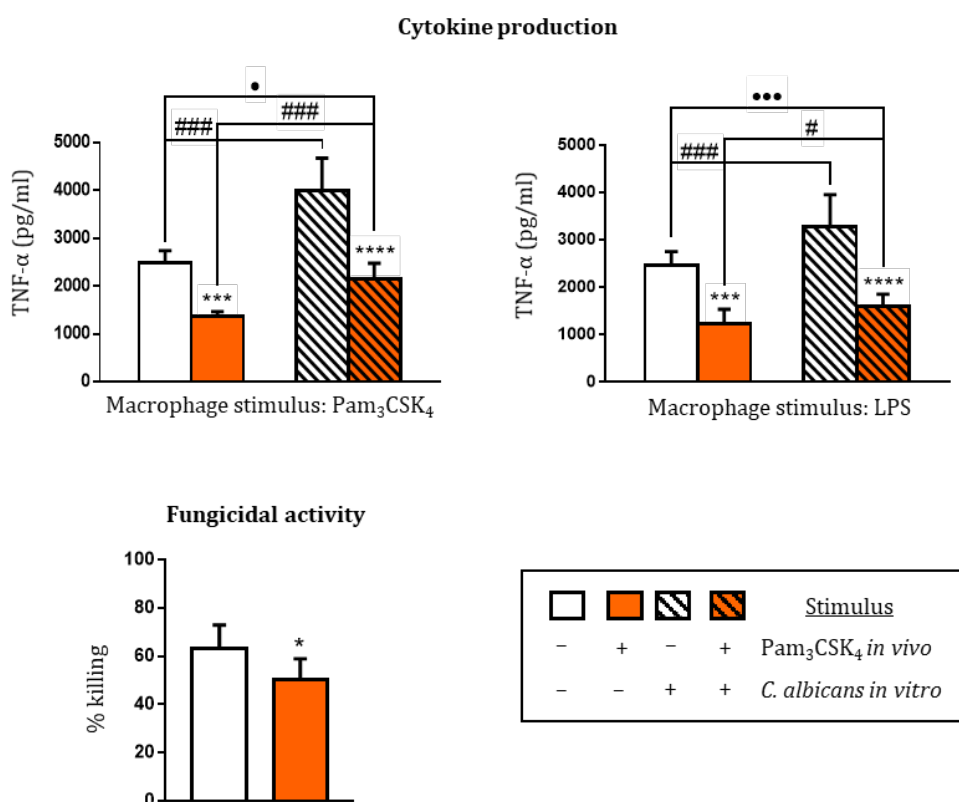 Cytokine production
•
###
###
TNF-α (pg/ml)
5000
4000
3000
2000
1000
0
***
****
Macrophage stimulus: Pam₃CSK₄
•••
#
###
TNF-α (pg/ml)
5000
4000
3000
2000
1000
0
***
****
Macrophage stimulus: LPS
Fungicidal activity
% killing
100
80
60
40
20
0
*
Stimulus
− + − + Pam₃CSK₄ in vivo
− − + + C. albicans in vitro